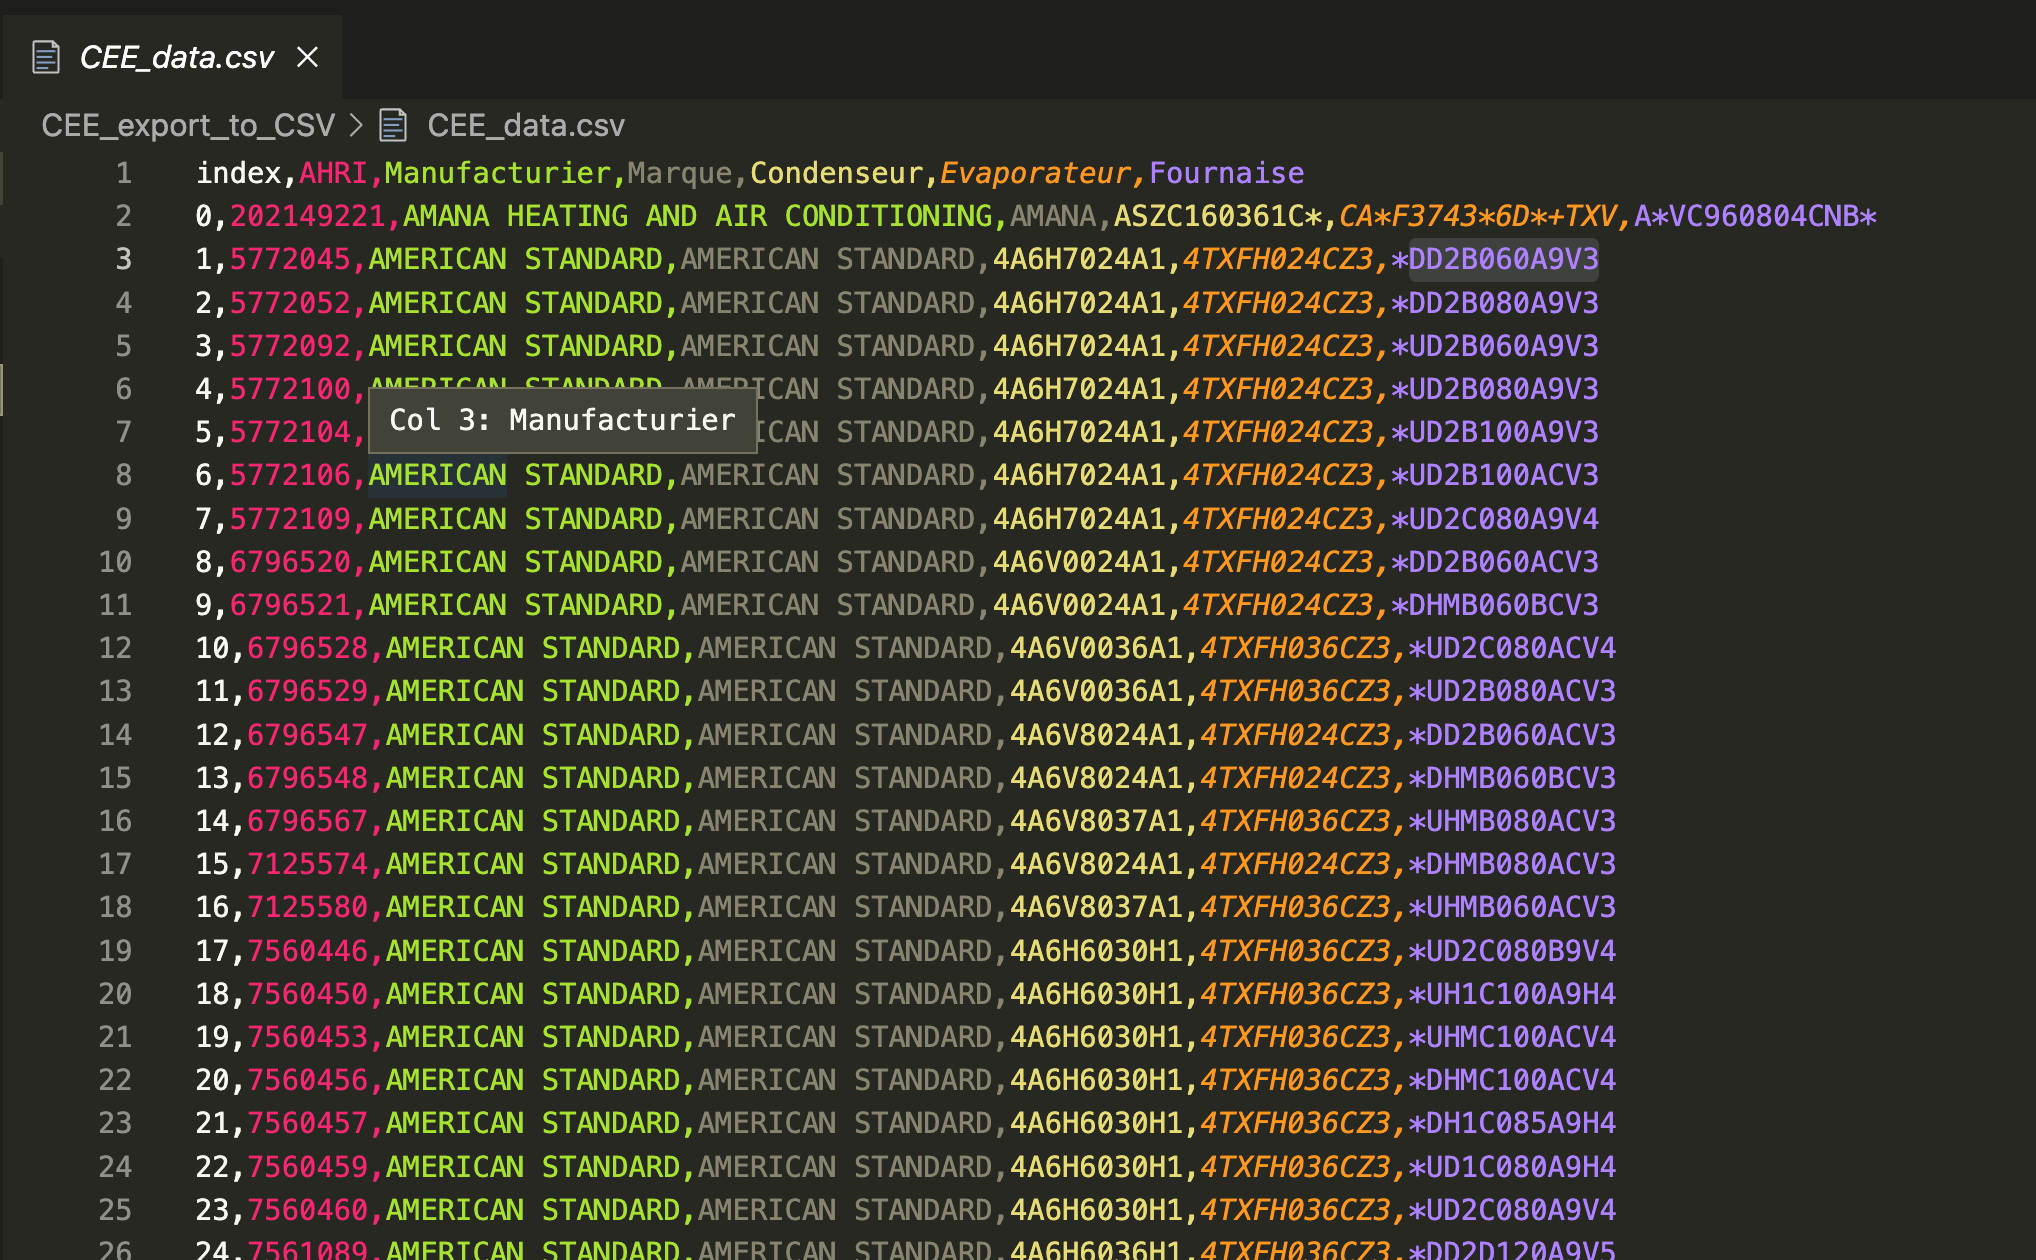 CEE_data.csv
CEE_export_to_CSV > CEE_data.csv
1 index,AHRI,Manufacturier,Marque,Condenseur,Evaporateur,Fournaise
2 0,202149221,AMANA HEATING AND AIR CONDITIONING,AMANA,ASZC160361C*,CA*F3743*6D*+TXV,A*VC960804CNB*
3 1,5772045,AMERICAN STANDARD,AMERICAN STANDARD,4A6H7024A1,4TXFH024CZ3,*DD2B060A9V3
4 2,5772052,AMERICAN STANDARD,AMERICAN STANDARD,4A6H7024A1,4TXFH024CZ3,*DD2B080A9V3
5 3,5772092,AMERICAN STANDARD,AMERICAN STANDARD,4A6H7024A1,4TXFH024CZ3,*UD2B060A9V3
6 4,5772100,AMERICAN STANDARD,AMERICAN STANDARD,4A6H7024A1,4TXFH024CZ3,*UD2B080A9V3
Col 3: Manufacturier
7 5,5772104, STANDARD,4A6H7024A1,4TXFH024CZ3,*UD2B100A9V3
8 6,5772106,AMERICAN STANDARD,AMERICAN STANDARD,4A6H7024A1,4TXFH024CZ3,*UD2B100ACV3
9 7,5772109,AMERICAN STANDARD,AMERICAN STANDARD,4A6H7024A1,4TXFH024CZ3,*UD2C080A9V4
10 8,6796520,AMERICAN STANDARD,AMERICAN STANDARD,4A6V0024A1,4TXFH024CZ3,*DD2B060ACV3
11 9,6796521,AMERICAN STANDARD,AMERICAN STANDARD,4A6V0024A1,4TXFH024CZ3,*DHMB060BCV3
12 10,6796528,AMERICAN STANDARD,AMERICAN STANDARD,4A6V0036A1,4TXFH036CZ3,*UD2C080ACV4
13 11,6796529,AMERICAN STANDARD,AMERICAN STANDARD,4A6V0036A1,4TXFH036CZ3,*UD2B080ACV3
14 12,6796547,AMERICAN STANDARD,AMERICAN STANDARD,4A6V8024A1,4TXFH024CZ3,*DD2B060ACV3
15 13,6796548,AMERICAN STANDARD,AMERICAN STANDARD,4A6V8024A1,4TXFH024CZ3,*DHMB060BCV3
16 14,6796567,AMERICAN STANDARD,AMERICAN STANDARD,4A6V8037A1,4TXFH036CZ3,*UHMB080ACV3
17 15,7125574,AMERICAN STANDARD,AMERICAN STANDARD,4A6V8024A1,4TXFH024CZ3,*DHMB080ACV3
18 16,7125580,AMERICAN STANDARD,AMERICAN STANDARD,4A6V8037A1,4TXFH036CZ3,*UHMB060ACV3
19 17,7560446,AMERICAN STANDARD,AMERICAN STANDARD,4A6H6030H1,4TXFH036CZ3,*UD2C080B9V4
20 18,7560450,AMERICAN STANDARD,AMERICAN STANDARD,4A6H6030H1,4TXFH036CZ3,*UH1C100A9H4
21 19,7560453,AMERICAN STANDARD,AMERICAN STANDARD,4A6H6030H1,4TXFH036CZ3,*UHMC100ACV4
22 20,7560456,AMERICAN STANDARD,AMERICAN STANDARD,4A6H6030H1,4TXFH036CZ3,*DHMC100ACV4
23 21,7560457,AMERICAN STANDARD,AMERICAN STANDARD,4A6H6030H1,4TXFH036CZ3,*DH1C085A9H4
24 22,7560459,AMERICAN STANDARD,AMERICAN STANDARD,4A6H6030H1,4TXFH036CZ3,*UD1C080A9H4
25 23,7560460,AMERICAN STANDARD,AMERICAN STANDARD,4A6H6030H1,4TXFH036CZ3,*UD2C080A9V4
26 24,7561089,AMERICAN STANDARD,AMERICAN STANDARD,4A6H6036H1,4TXFH036CZ3,*DD2D120A9V5